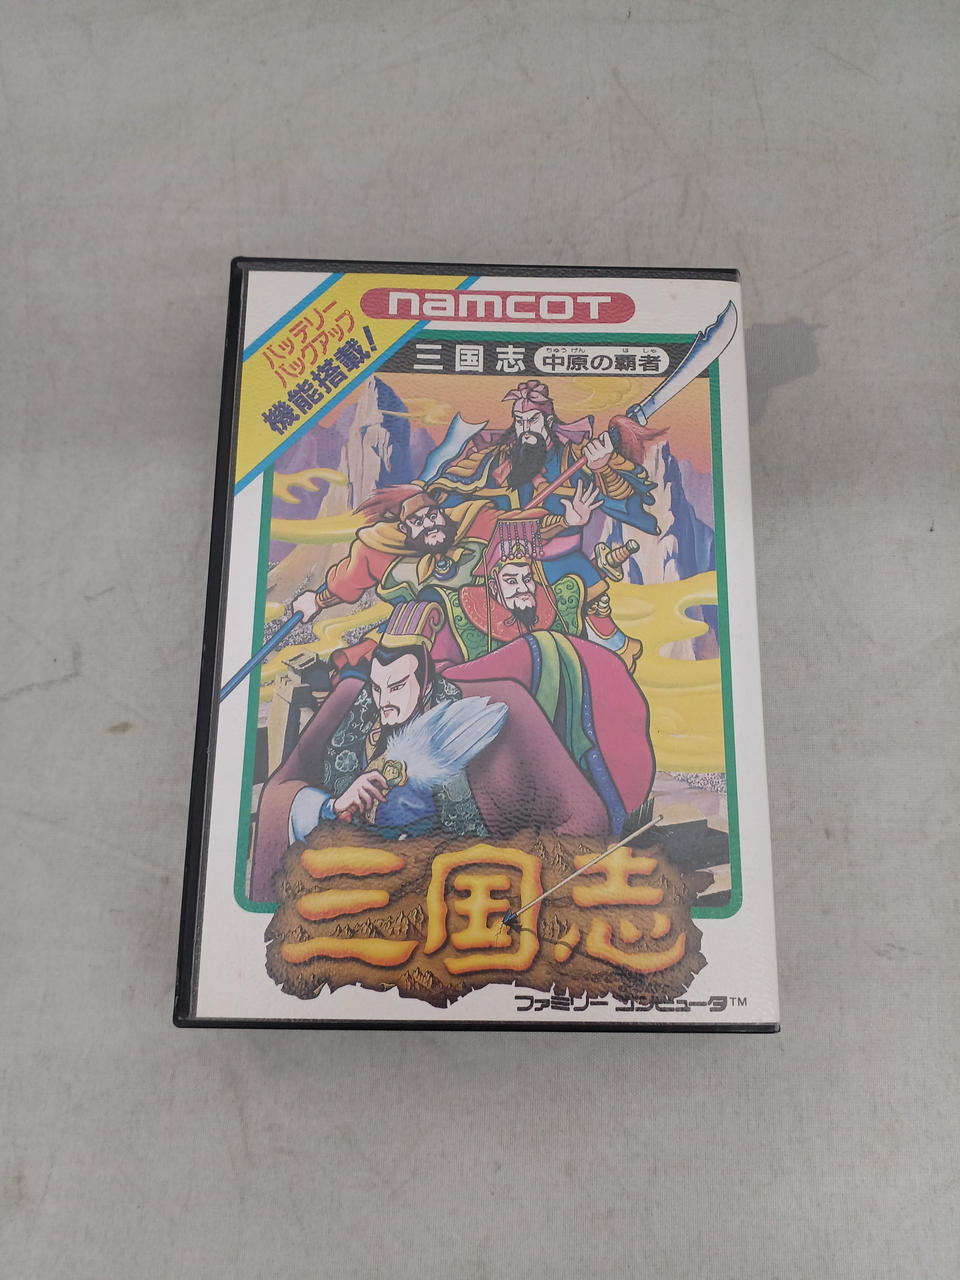 バッテリー
バックアップ
機能搭載!
namcoT
三国志 中原の覇者
ちゅう げん は しゃ
三国志
ファミリー コンピュータ™